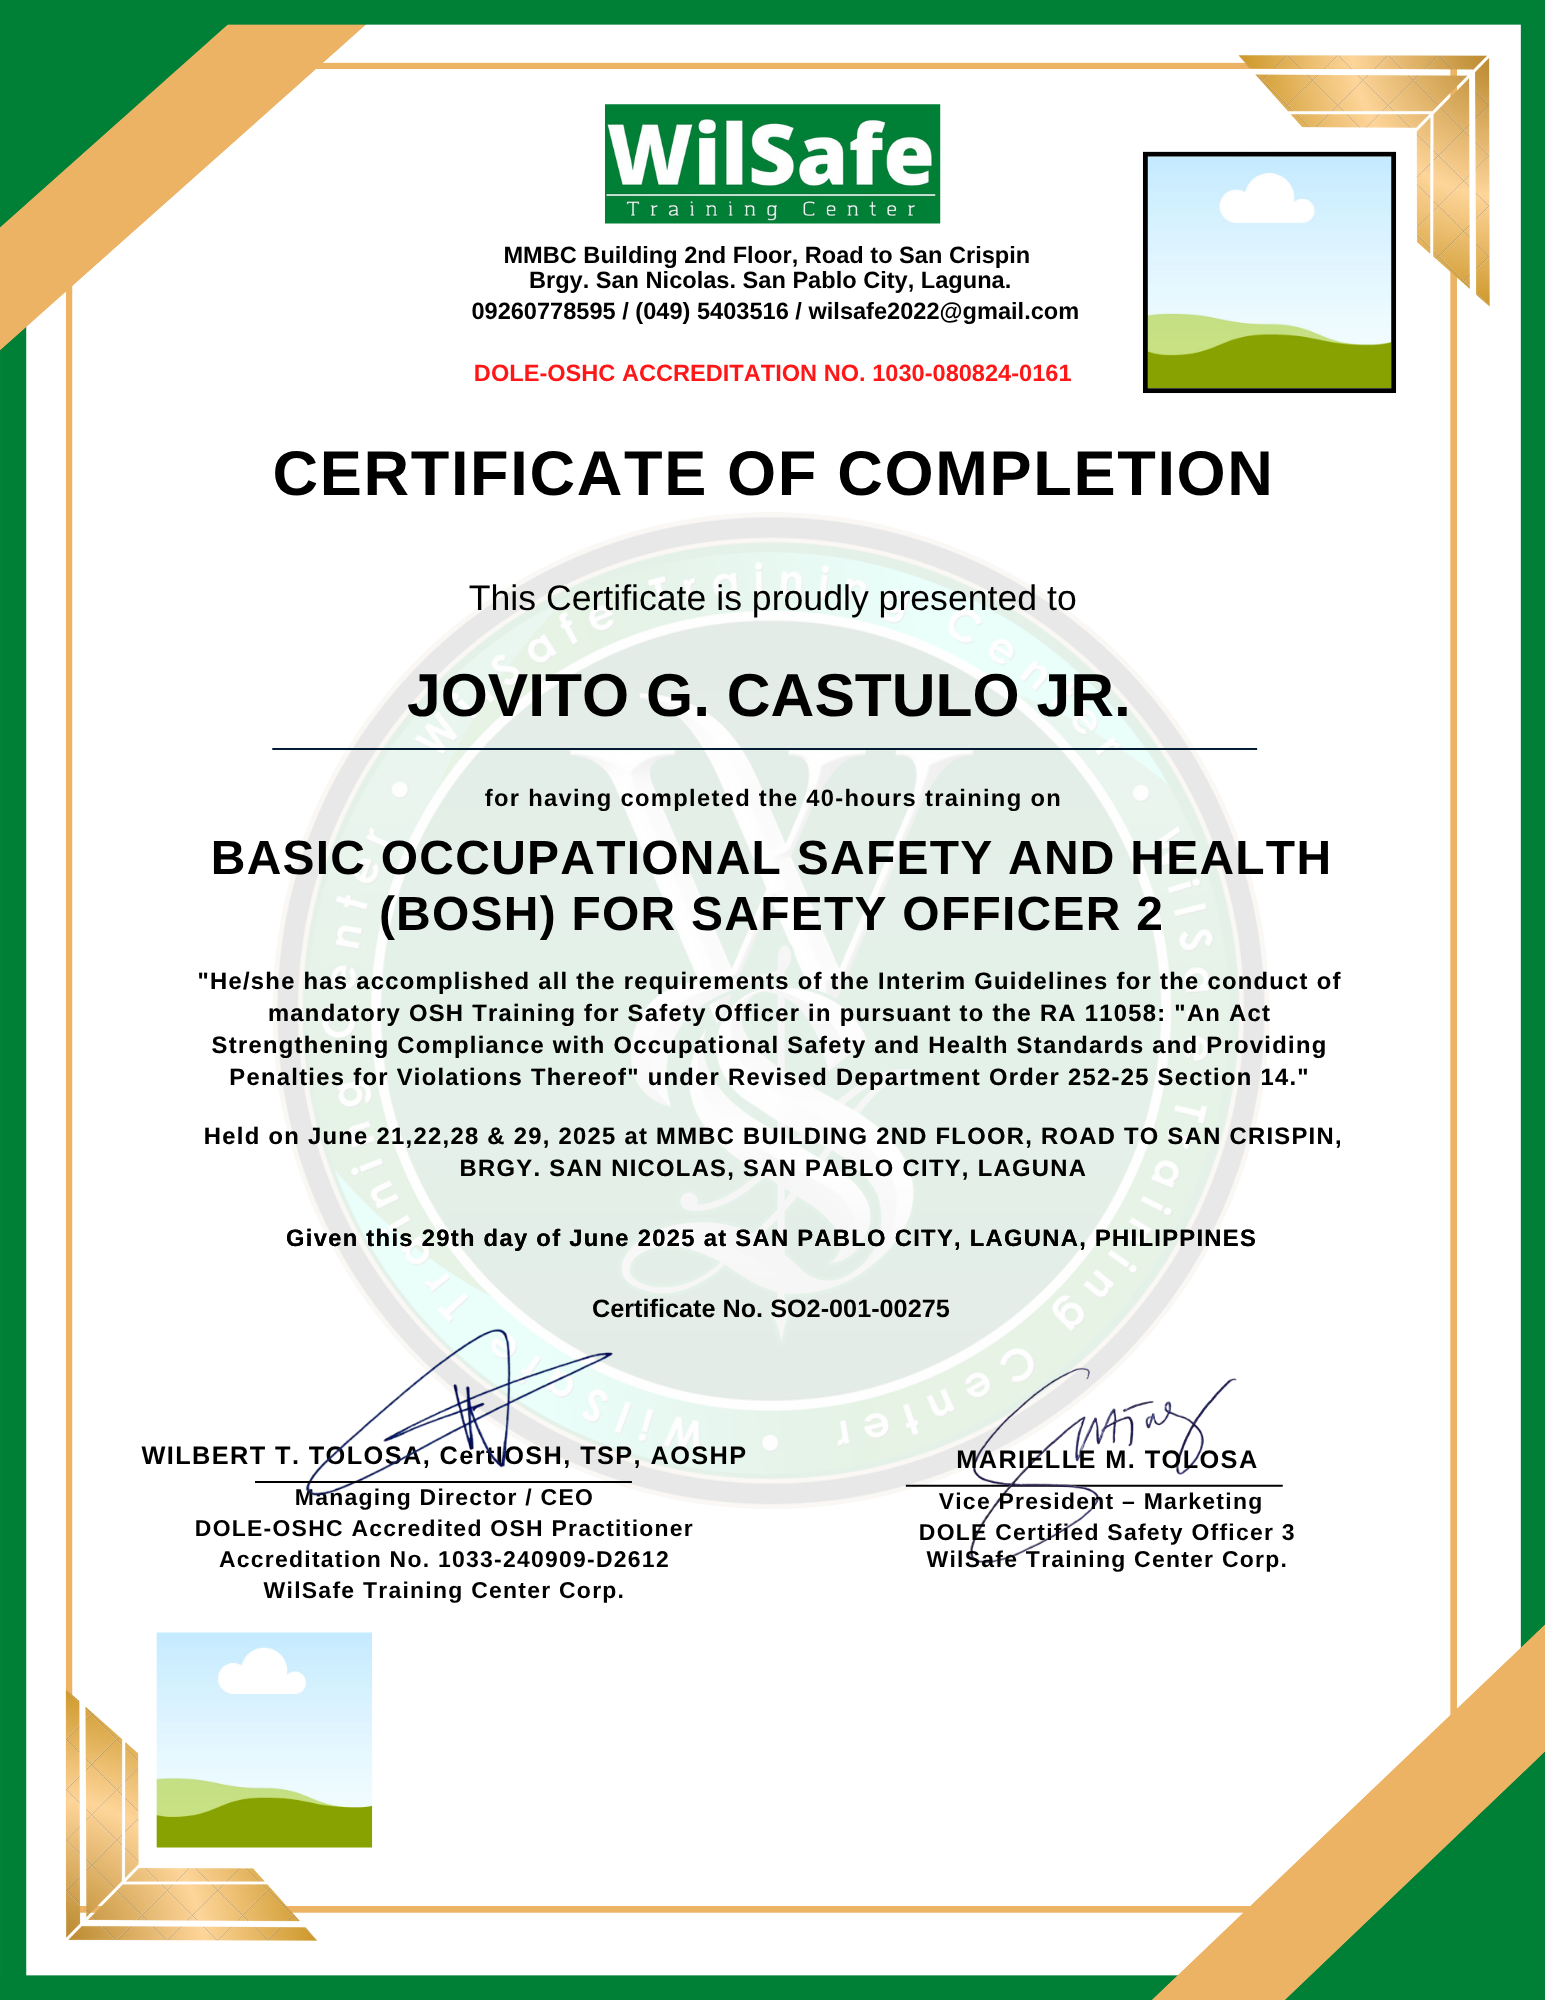 WilSafe
Training Center
MMBC Building 2nd Floor, Road to San Crispin
Brgy. San Nicolas. San Pablo City, Laguna.
09260778595 / (049) 5403516 / wilsafe2022@gmail.com
DOLE-OSHC ACCREDITATION NO. 1030-080824-0161
CERTIFICATE OF COMPLETION
This Certificate is proudly presented to
JOVITO G. CASTULO JR.
for having completed the 40-hours training on
BASIC OCCUPATIONAL SAFETY AND HEALTH
(BOSH) FOR SAFETY OFFICER 2
"He/she has accomplished all the requirements of the Interim Guidelines for the conduct of
mandatory OSH Training for Safety Officer in pursuant to the RA 11058: "An Act
Strengthening Compliance with Occupational Safety and Health Standards and Providing
Penalties for Violations Thereof" under Revised Department Order 252-25 Section 14."
Held on June 21,22,28 & 29, 2025 at MMBC BUILDING 2ND FLOOR, ROAD TO SAN CRISPIN,
BRGY. SAN NICOLAS, SAN PABLO CITY, LAGUNA
Given this 29th day of June 2025 at SAN PABLO CITY, LAGUNA, PHILIPPINES
Certificate No. SO2-001-00275
WILBERT T. TOLOSA, CertIOSH, TSP, AOSHP
Managing Director / CEO
DOLE-OSHC Accredited OSH Practitioner
Accreditation No. 1033-240909-D2612
WilSafe Training Center Corp.
MARIELLE M. TOLOSA
Vice President – Marketing
DOLE Certified Safety Officer 3
WilSafe Training Center Corp.
WilSafe Training Center • WilSafe Training Center • WilSafe Training Center •